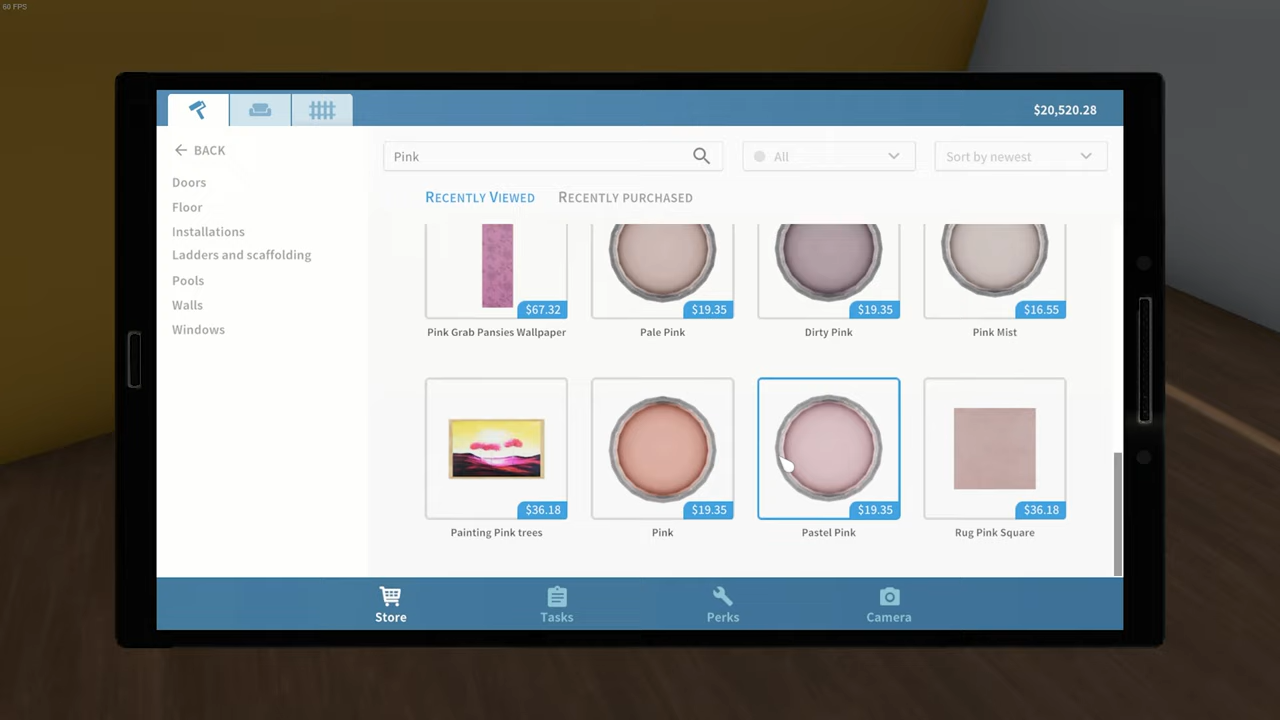 60 FPS
$20,520.28
BACK
Pink
All
Sort by newest
Doors
Floor
Installations
Ladders and scaffolding
Pools
Walls
Windows
RECENTLY VIEWED
RECENTLY PURCHASED
$67.32
$19.35
$19.35
$16.55
Pink Grab Pansies Wallpaper
Pale Pink
Dirty Pink
Pink Mist
$36.18
$19.35
$19.35
$36.18
Painting Pink trees
Pink
Pastel Pink
Rug Pink Square
Store
Tasks
Perks
Camera